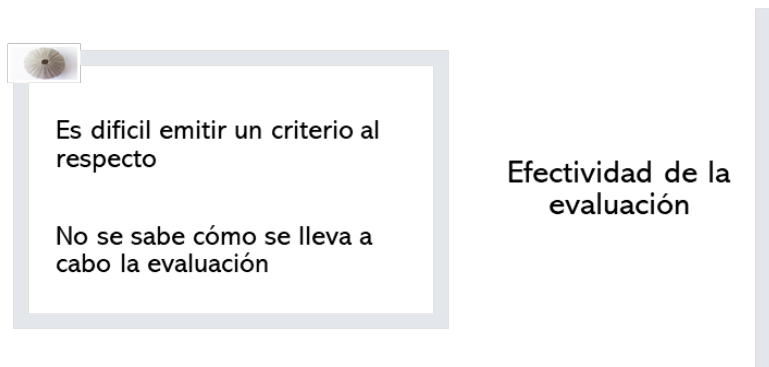 Es dificil emitir un criterio al
respecto
No se sabe cómo se lleva a
cabo la evaluación
Efectividad de la
evaluación